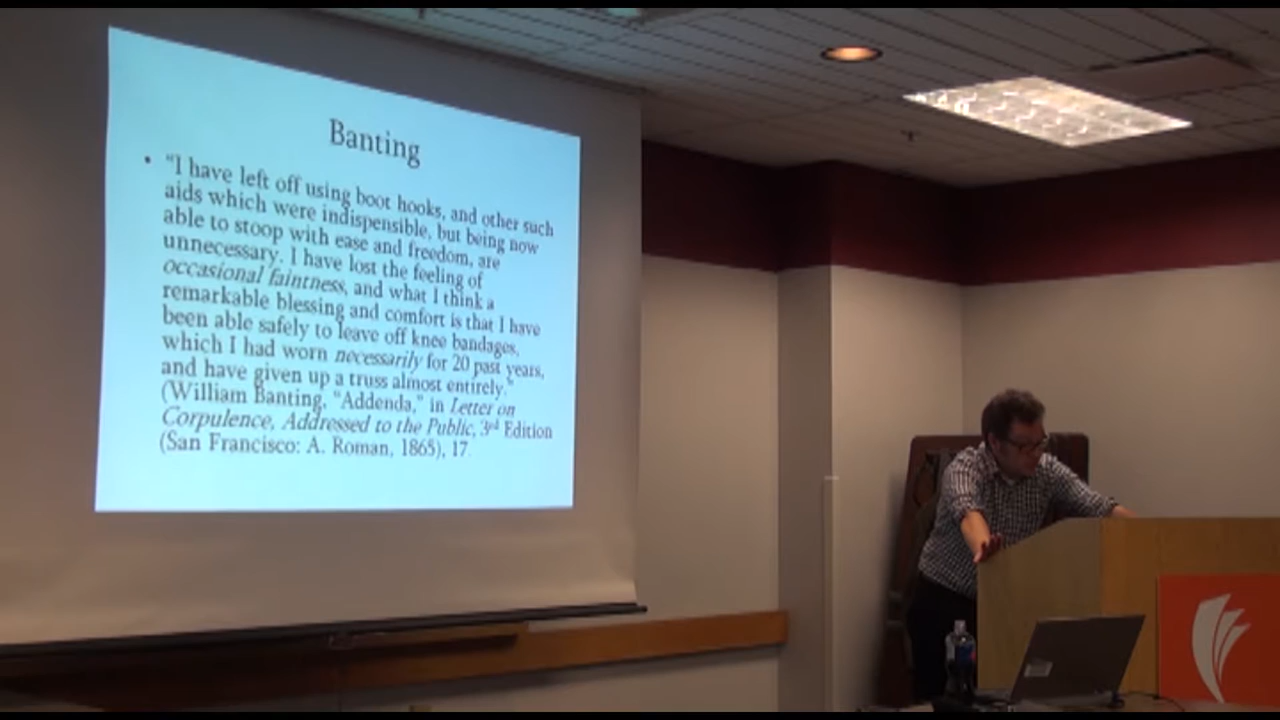 Banting
• "I have left off using boot hooks, and other such
aids which were indispensible, but being now
able to stoop with ease and freedom, are
unnecessary. I have lost the feeling of
occasional faintness, and what I think a
remarkable blessing and comfort is that I have
been able safely to leave off knee bandages,
which I had worn necessarily for 20 past years,
and have given up a truss almost entirely."
(William Banting, "Addenda," in Letter on
Corpulence, Addressed to the Public, 3rd Edition
(San Francisco: A. Roman, 1865), 17.